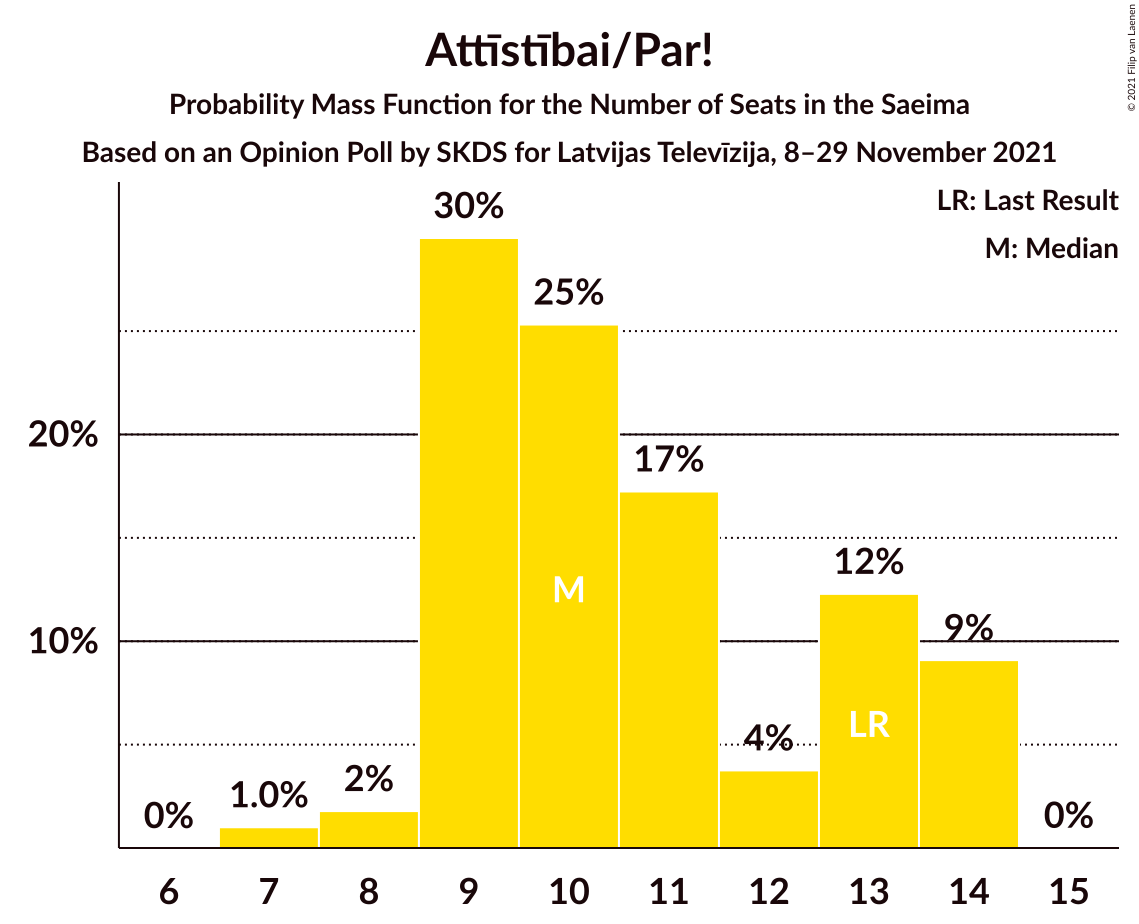 Attīstībai/Par!
Probability Mass Function for the Number of Seats in the Saeima
Based on an Opinion Poll by SKDS for Latvijas Televīzija, 8–29 November 2021
© 2021 Filip van Laenen
LR: Last Result
M: Median
30%
25%
20%
17%
12%
M
10%
9%
LR
4%
2%
1.0%
0%
0%
6 7 8 9 10 11 12 13 14 15